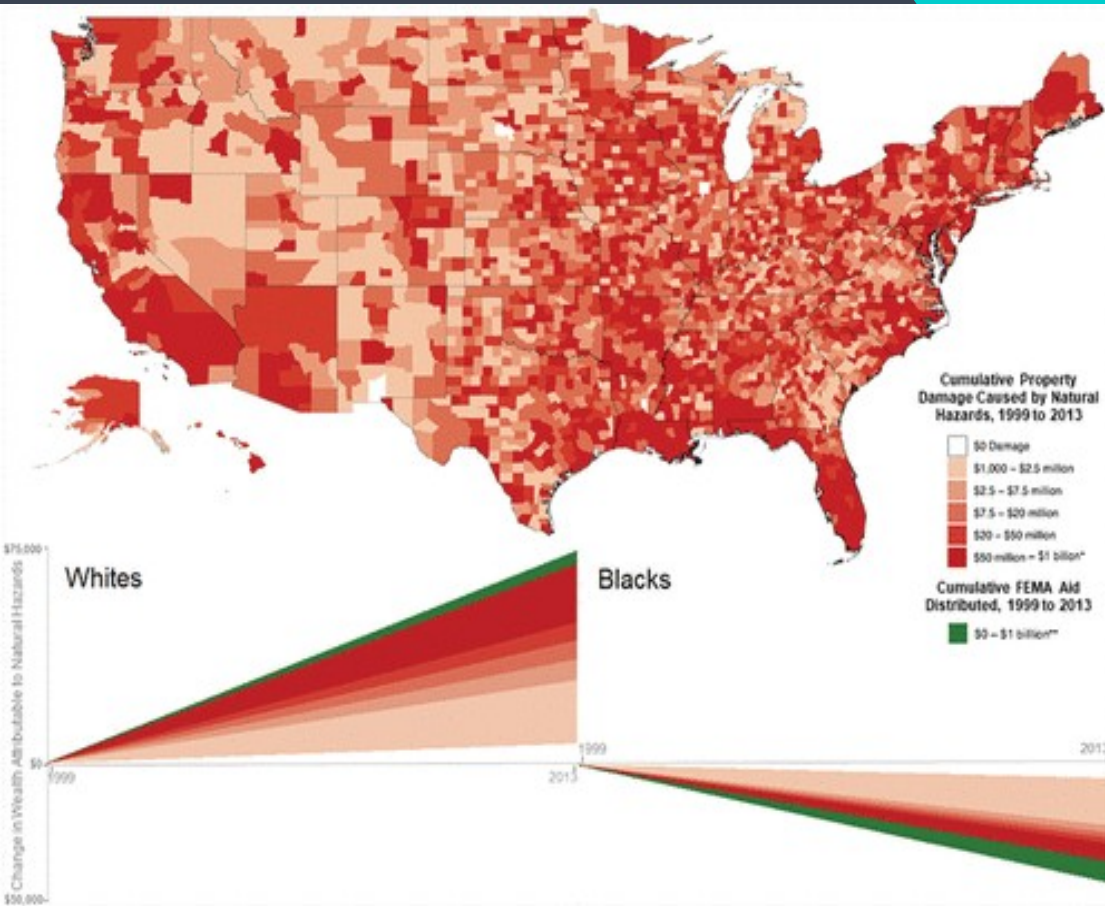 Cumulative Property
Damage Caused by Natural
Hazards, 1999 to 2013
$0 Damage
$1,000 – $2.5 million
$2.5 – $7.5 million
$7.5 – $20 million
$20 – $50 million
$50 million – $1 billion*
Cumulative FEMA Aid
Distributed, 1999 to 2013
$0 – $1 billion**
Change in Wealth Attributable to Natural Hazards
$75,000
Whites
$0
1999
2013
$50,000
Blacks
1999
2013